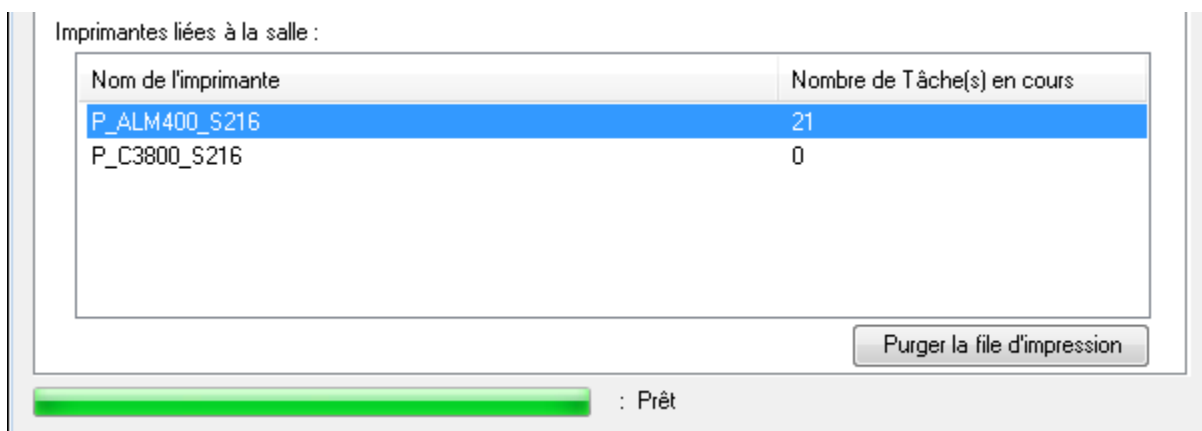 Imprimantes liées à la salle :
Nom de l'imprimante Nombre de Tâche(s) en cours
P_ALM400_S216 21
P_C3800_S216 0
Purger la file d'impression
: Prêt